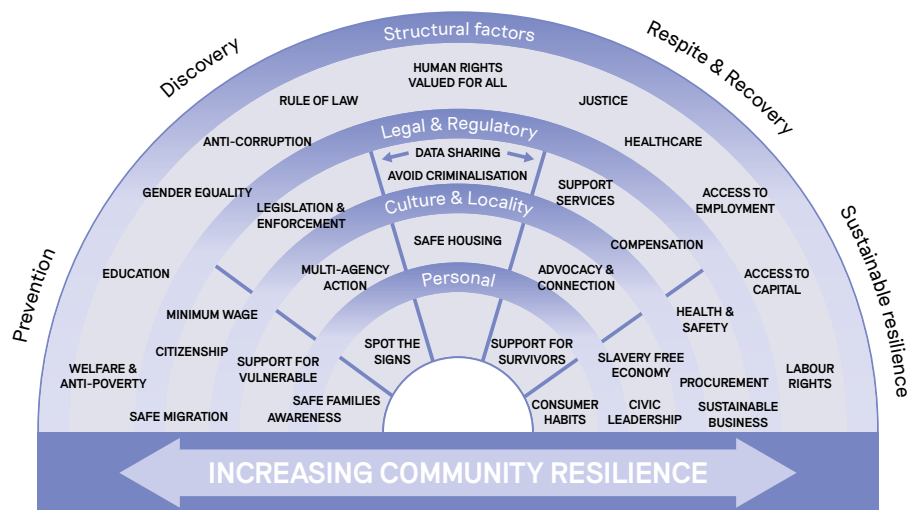 Structural factors
Discovery
Respite & Recovery
Prevention
Sustainable resilience
HUMAN RIGHTS
VALUED FOR ALL
RULE OF LAW
JUSTICE
ANTI-CORRUPTION
HEALTHCARE
GENDER EQUALITY
ACCESS TO
EMPLOYMENT
EDUCATION
ACCESS TO
CAPITAL
WELFARE &
ANTI-POVERTY
LABOUR
RIGHTS
Legal & Regulatory
DATA SHARING
AVOID CRIMINALISATION
LEGISLATION &
ENFORCEMENT
SUPPORT
SERVICES
COMPENSATION
MINIMUM WAGE
CITIZENSHIP
SAFE MIGRATION
HEALTH &
SAFETY
PROCUREMENT
SUSTAINABLE
BUSINESS
Culture & Locality
SAFE HOUSING
MULTI-AGENCY
ACTION
ADVOCACY &
CONNECTION
SUPPORT FOR
VULNERABLE
SLAVERY FREE
ECONOMY
CIVIC
LEADERSHIP
Personal
SPOT THE
SIGNS
SUPPORT FOR
SURVIVORS
SAFE FAMILIES
AWARENESS
CONSUMER
HABITS
INCREASING COMMUNITY RESILIENCE